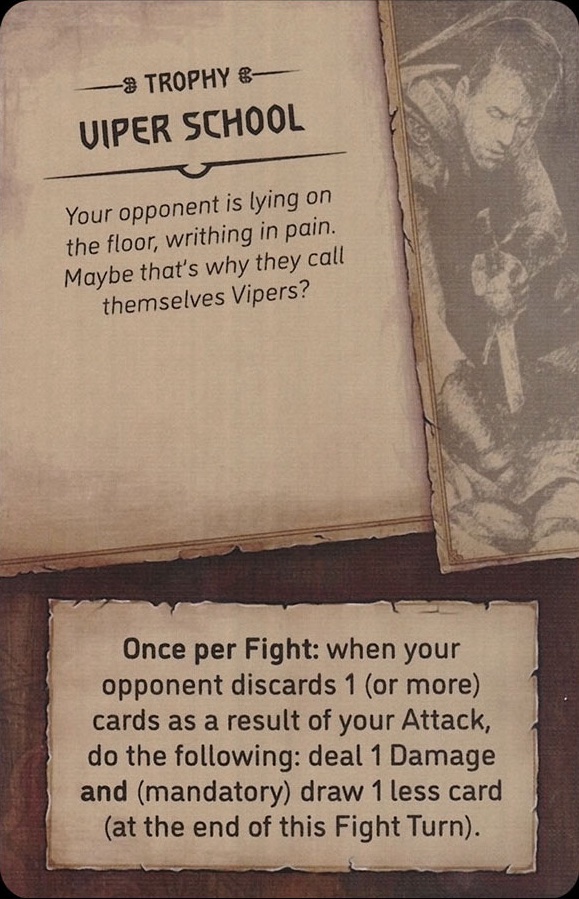 TROPHY
VIPER SCHOOL
Your opponent is lying on
the floor, writhing in pain.
Maybe that's why they call
themselves Vipers?
Once per Fight: when your
opponent discards 1 (or more)
cards as a result of your Attack,
do the following: deal 1 Damage
and (mandatory) draw 1 less card
(at the end of this Fight Turn).